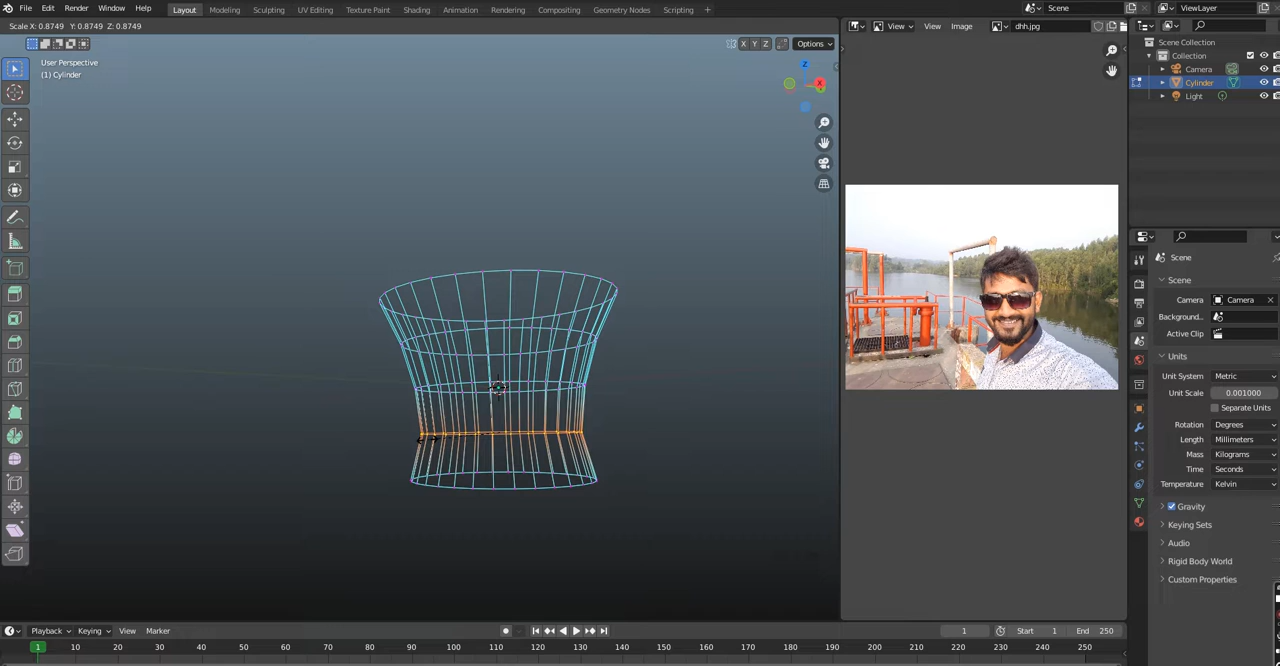 File Edit Render Window Help
Layout Modeling Sculpting UV Editing Texture Paint Shading Animation Rendering Compositing Geometry Nodes Scripting +
Scene
ViewLayer
Scale X: 0.8749 Y: 0.8749 Z: 0.8749
View View Image dhh.jpg
X Y Z Options
User Perspective
(1) Cylinder
Z
X
Scene Collection
Collection
Camera
Cylinder
Light
Scene
Scene
Camera Camera
Background...
Active Clip
Units
Unit System Metric
Unit Scale 0.001000
Separate Units
Rotation Degrees
Length Millimeters
Mass Kilograms
Time Seconds
Temperature Kelvin
Gravity
Keying Sets
Audio
Rigid Body World
Custom Properties
Playback Keying View Marker
1 Start 1 End 250
1 10 20 30 40 50 60 70 80 90 100 110 120 130 140 150 160 170 180 190 200 210 220 230 240 250